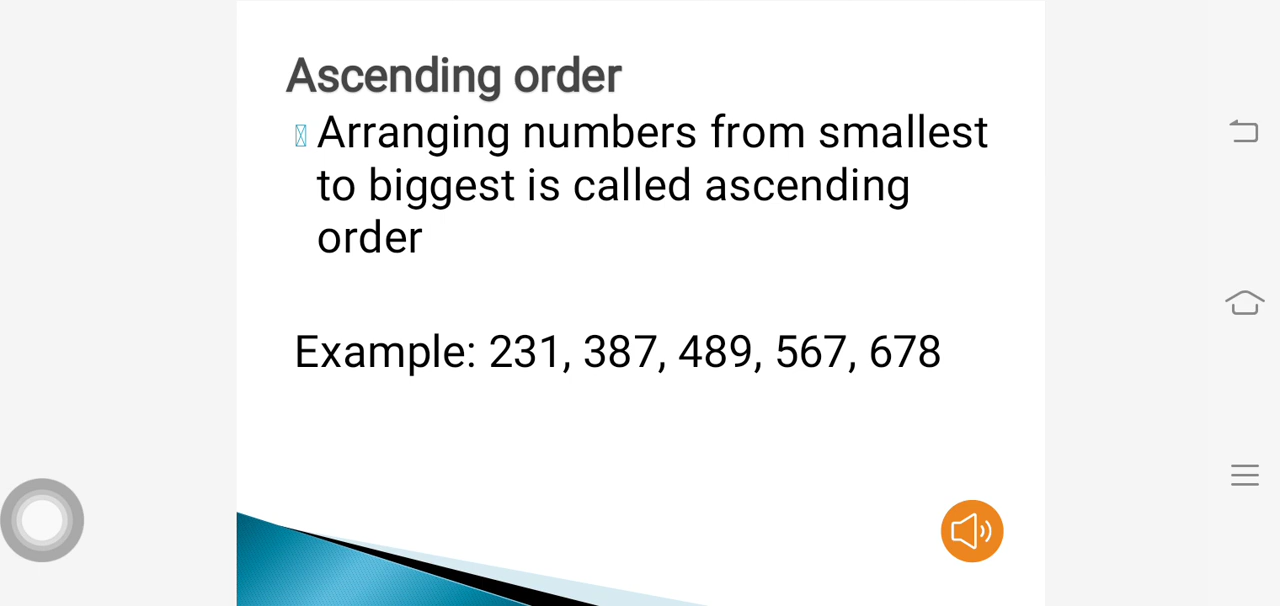 Ascending order
Arranging numbers from smallest
to biggest is called ascending
order
Example: 231, 387, 489, 567, 678